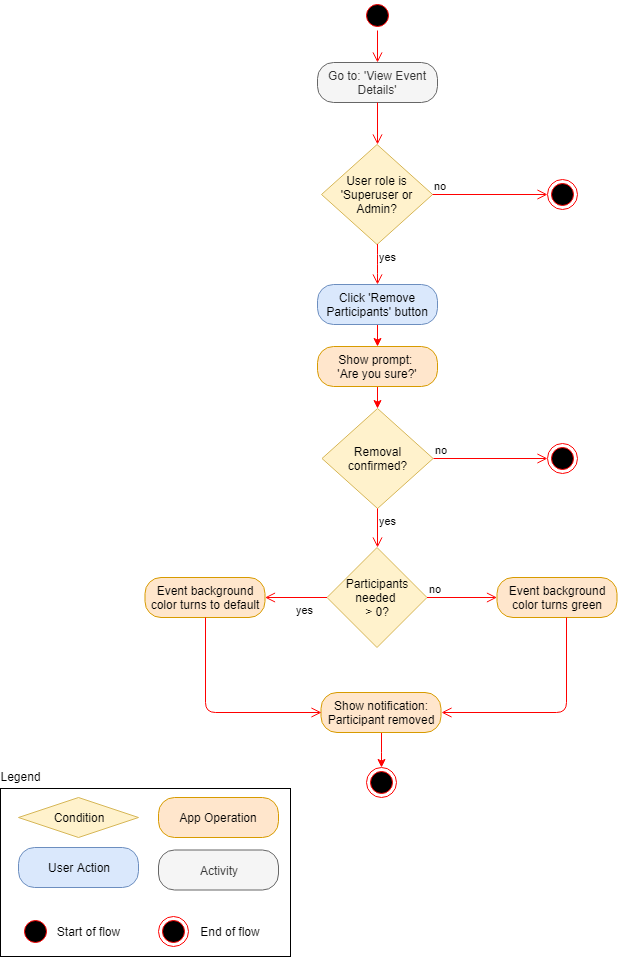 Go to: 'View Event
Details'
User role is
'Superuser or
Admin?
no
yes
Click 'Remove
Participants' button
Show prompt:
'Are you sure?'
Removal
confirmed?
no
yes
Event background
color turns to default
yes
Participants
needed
> 0?
no
Event background
color turns green
Show notification:
Participant removed
Legend
Condition
App Operation
User Action
Activity
Start of flow
End of flow